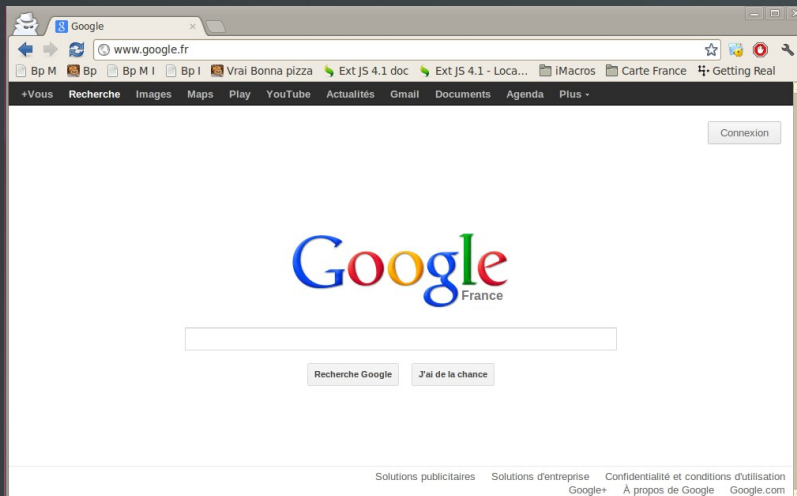 Google
www.google.fr
Bp M Bp Bp M I Bp I Vrai Bonna pizza Ext JS 4.1 doc Ext JS 4.1 - Loca... iMacros Carte France Getting Real
+Vous Recherche Images Maps Play YouTube Actualités Gmail Documents Agenda Plus
Connexion
Google
France
Recherche Google J'ai de la chance
Solutions publicitaires Solutions d'entreprise Confidentialité et conditions d'utilisation
Google+ À propos de Google Google.com